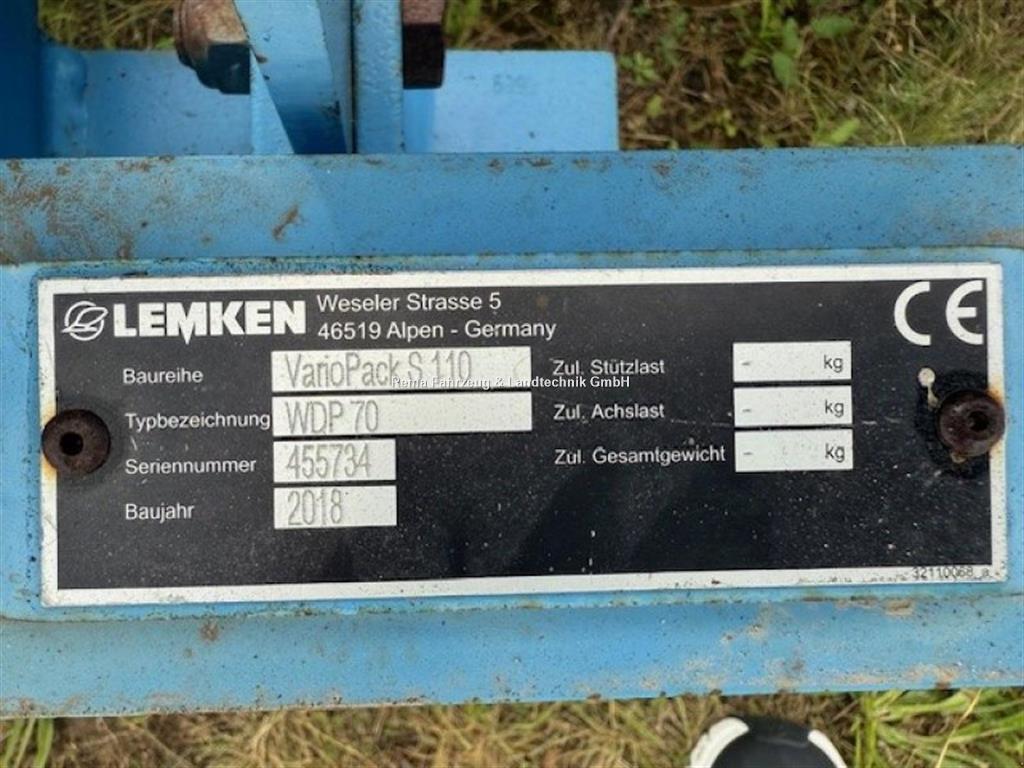 LEMKEN
Weseler Strasse 5
46519 Alpen - Germany
CE
Baureihe VarioPack S 110
Typbezeichnung WDP 70
Seriennummer 455734
Baujahr 2018
Zul. Stützlast - kg
Zul. Achslast - kg
Zul. Gesamtgewicht - kg
Rema Fahrzeug & Landtechnik GmbH
32110068_a